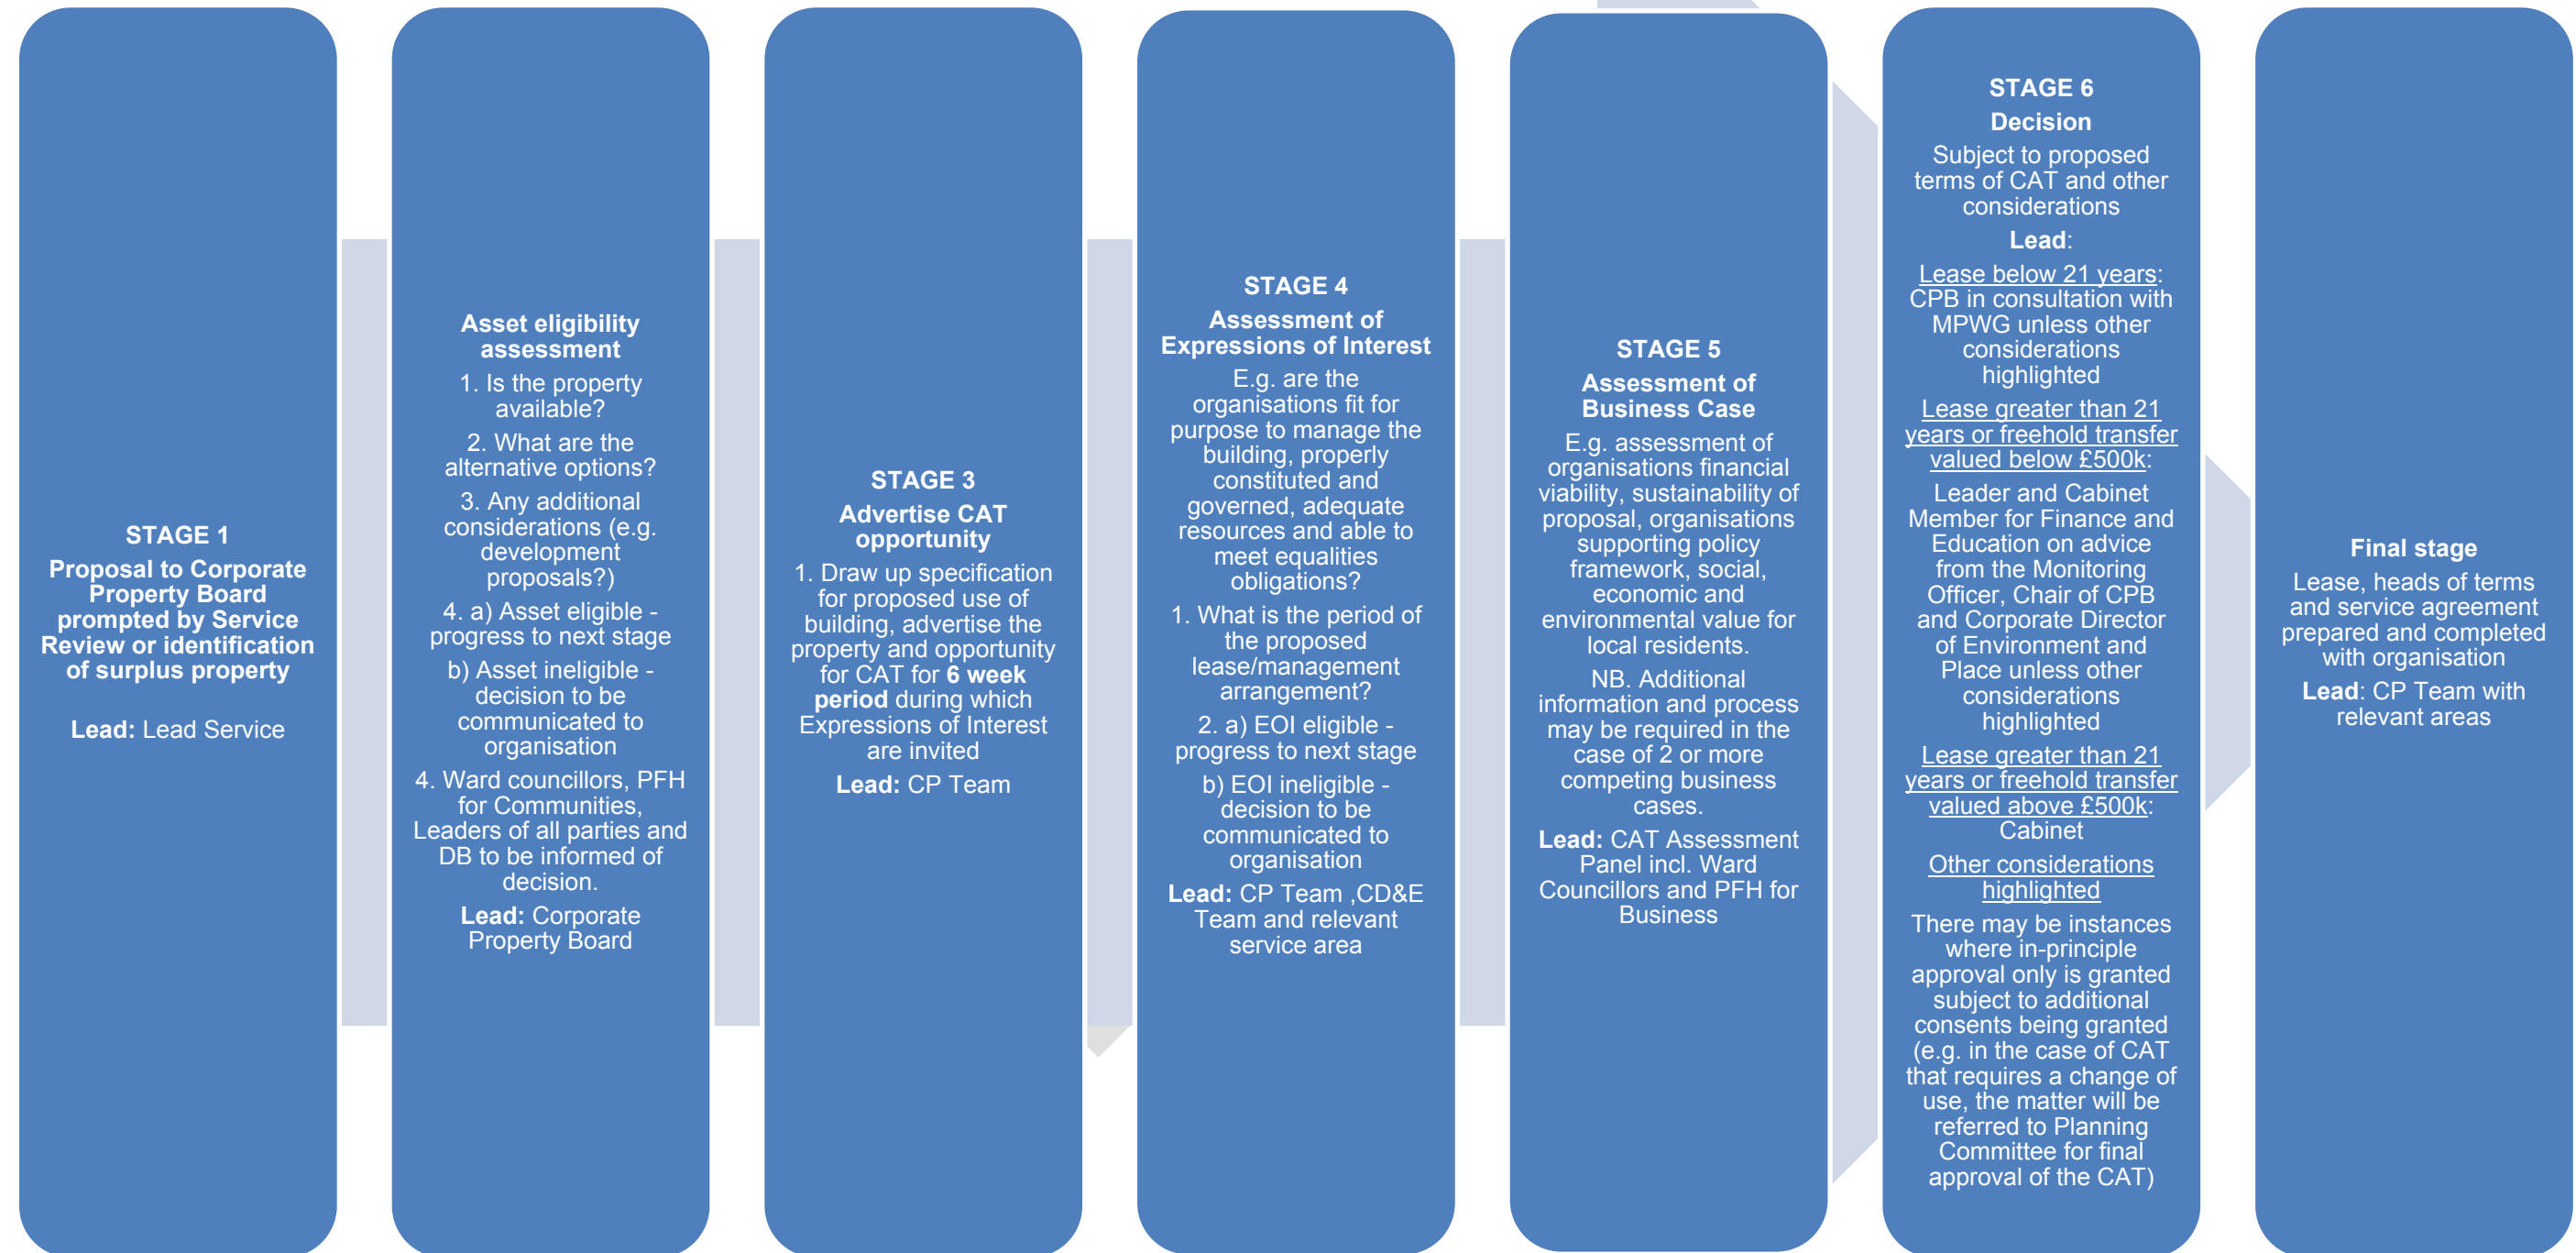 STAGE 1
Proposal to Corporate
Property Board
prompted by Service
Review or identification
of surplus property
Lead: Lead Service
Asset eligibility
assessment
1. Is the property
available?
2. What are the
alternative options?
3. Any additional
considerations (e.g.
development
proposals?)
4. a) Asset eligible -
progress to next stage
b) Asset ineligible -
decision to be
communicated to
organisation
4. Ward councillors, PFH
for Communities,
Leaders of all parties and
DB to be informed of
decision.
Lead: Corporate
Property Board
STAGE 3
Advertise CAT
opportunity
1. Draw up specification
for proposed use of
building, advertise the
property and opportunity
for CAT for 6 week
period during which
Expressions of Interest
are invited
Lead: CP Team
STAGE 4
Assessment of
Expressions of Interest
E.g. are the
organisations fit for
purpose to manage the
building, properly
constituted and
governed, adequate
resources and able to
meet equalities
obligations?
1. What is the period of
the proposed
lease/management
arrangement?
2. a) EOI eligible -
progress to next stage
b) EOI ineligible -
decision to be
communicated to
organisation
Lead: CP Team ,CD&E
Team and relevant
service area
STAGE 5
Assessment of
Business Case
E.g. assessment of
organisations financial
viability, sustainability of
proposal, organisations
supporting policy
framework, social,
economic and
environmental value for
local residents.
NB. Additional
information and process
may be required in the
case of 2 or more
competing business
cases.
Lead: CAT Assessment
Panel incl. Ward
Councillors and PFH for
Business
STAGE 6
Decision
Subject to proposed
terms of CAT and other
considerations
Lead:
Lease below 21 years:
CPB in consultation with
MPWG unless other
considerations
highlighted
Lease greater than 21
years or freehold transfer
valued below £500k:
Leader and Cabinet
Member for Finance and
Education on advice
from the Monitoring
Officer, Chair of CPB
and Corporate Director
of Environment and
Place unless other
considerations
highlighted
Lease greater than 21
years or freehold transfer
valued above £500k:
Cabinet
Other considerations
highlighted
There may be instances
where in-principle
approval only is granted
subject to additional
consents being granted
(e.g. in the case of CAT
that requires a change of
use, the matter will be
referred to Planning
Committee for final
approval of the CAT)
Final stage
Lease, heads of terms
and service agreement
prepared and completed
with organisation
Lead: CP Team with
relevant areas